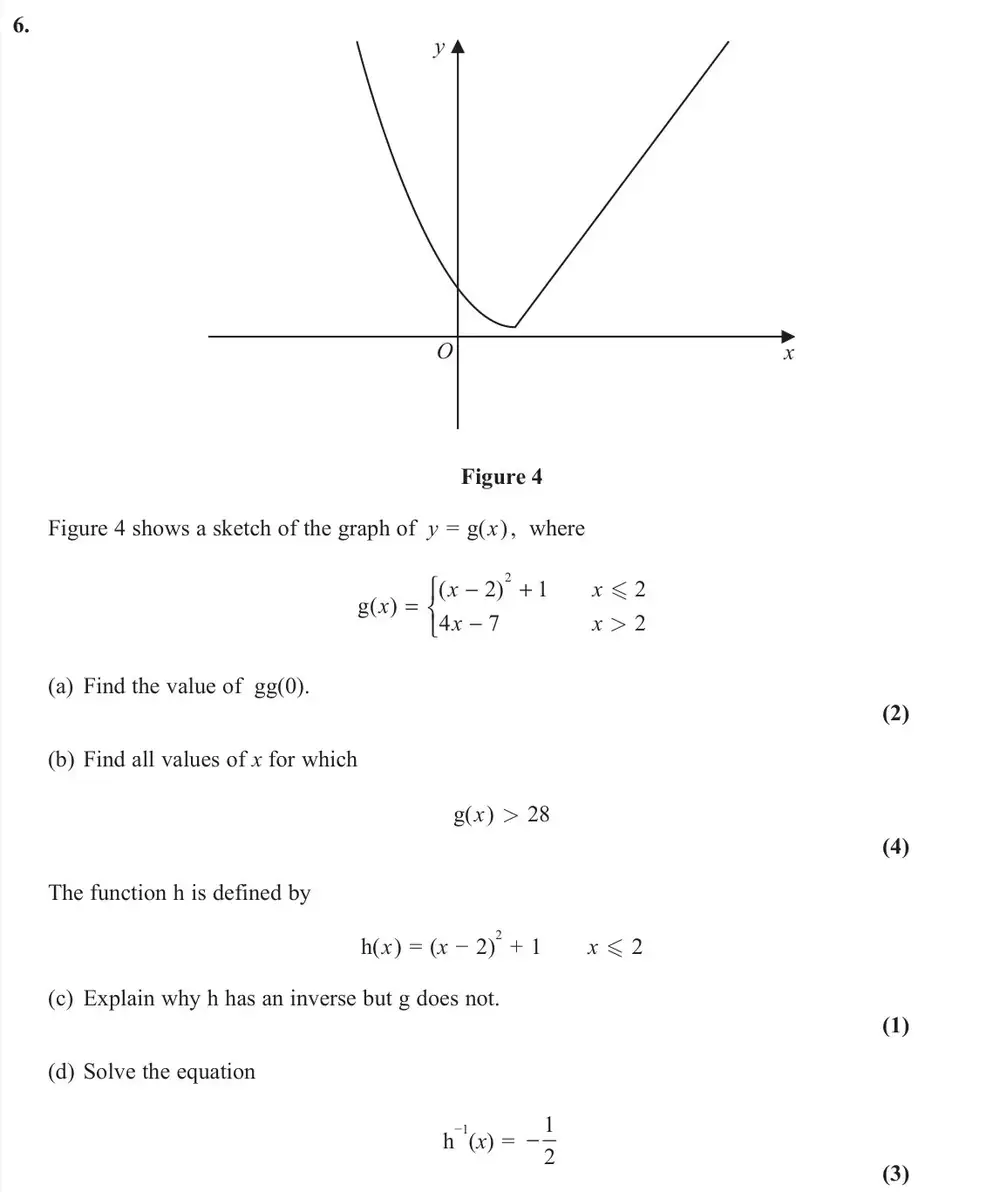 6.
y
O
x
Figure 4
Figure 4 shows a sketch of the graph of y = g(x), where
g(x) = { (x − 2)² + 1    x ⩽ 2
4x − 7    x > 2
(a) Find the value of gg(0).
(2)
(b) Find all values of x for which
g(x) > 28
(4)
The function h is defined by
h(x) = (x − 2)² + 1    x ⩽ 2
(c) Explain why h has an inverse but g does not.
(1)
(d) Solve the equation
h⁻¹(x) = −1/2
(3)